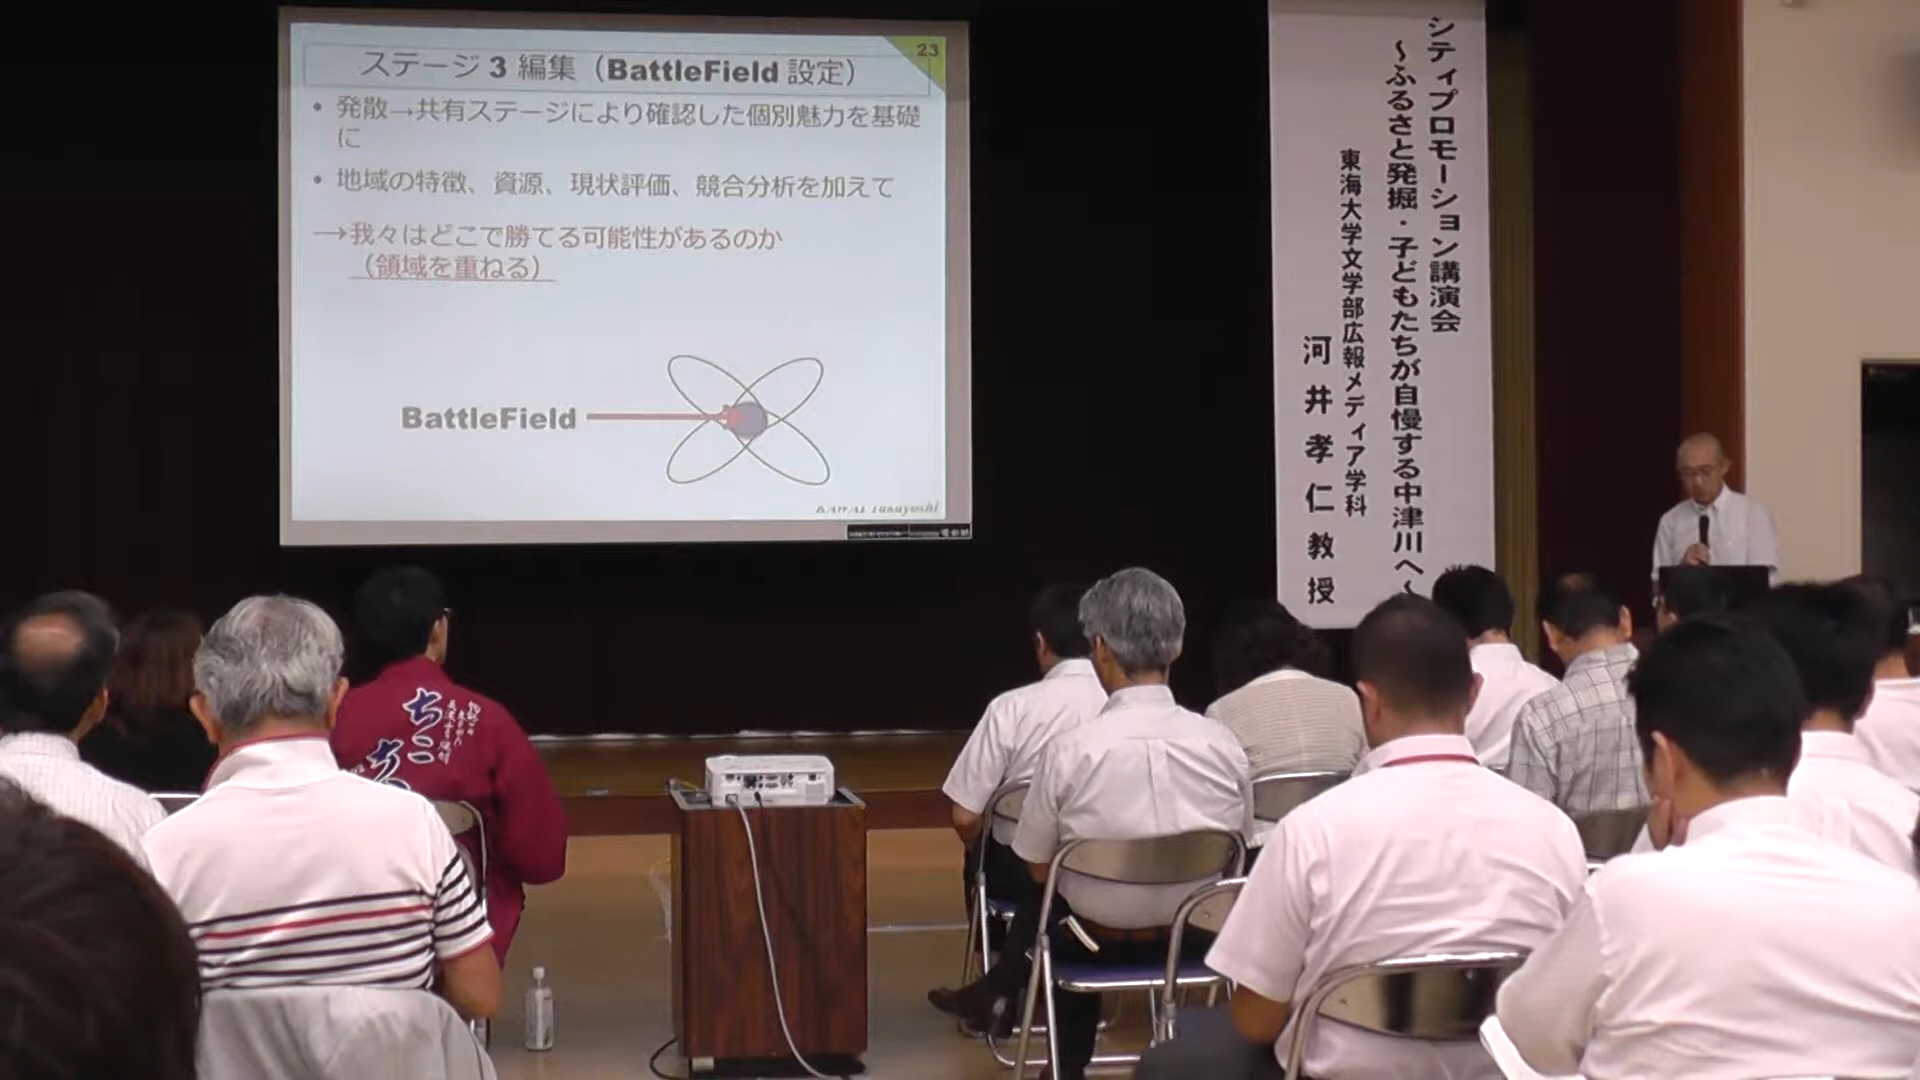 23
ステージ 3 編集（BattleField 設定）
• 発散→共有ステージにより確認した個別魅力を基礎
に
• 地域の特徴、資源、現状評価、競合分析を加えて
→我々はどこで勝てる可能性があるのか
（領域を重ねる）
BattleField
KAWAI Takayoshi
シティプロモーション講演会
～ふるさと発掘・子どもたちが自慢する中津川へ～
東海大学文学部広報メディア学科
河井孝仁教授
ちこ